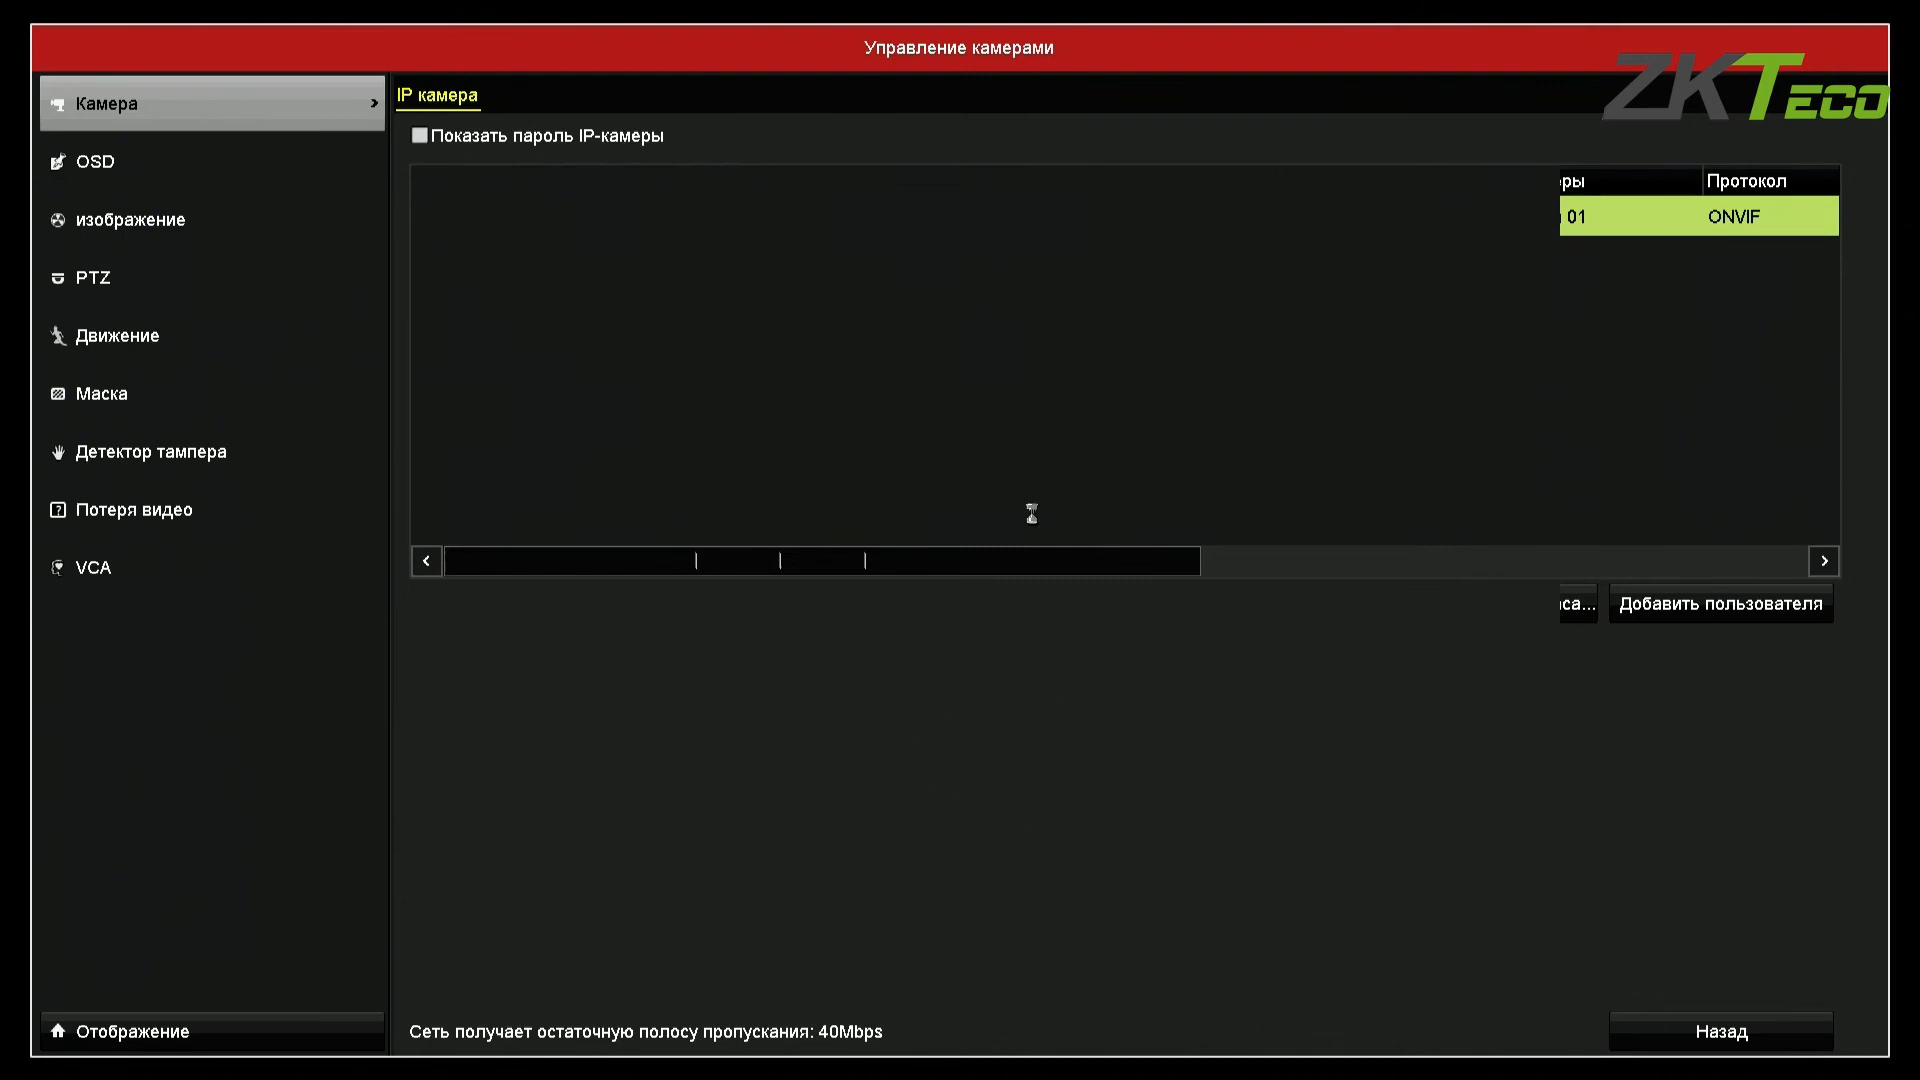 Управление камерами
ZKTeco
Камера
IP камера
Показать пароль IP-камеры
OSD
изображение
PTZ
Движение
Маска
Детектор тампера
Потеря видео
VCA
ры Протокол
01 ONVIF
са... Добавить пользователя
Отображение
Сеть получает остаточную полосу пропускания: 40Mbps
Назад